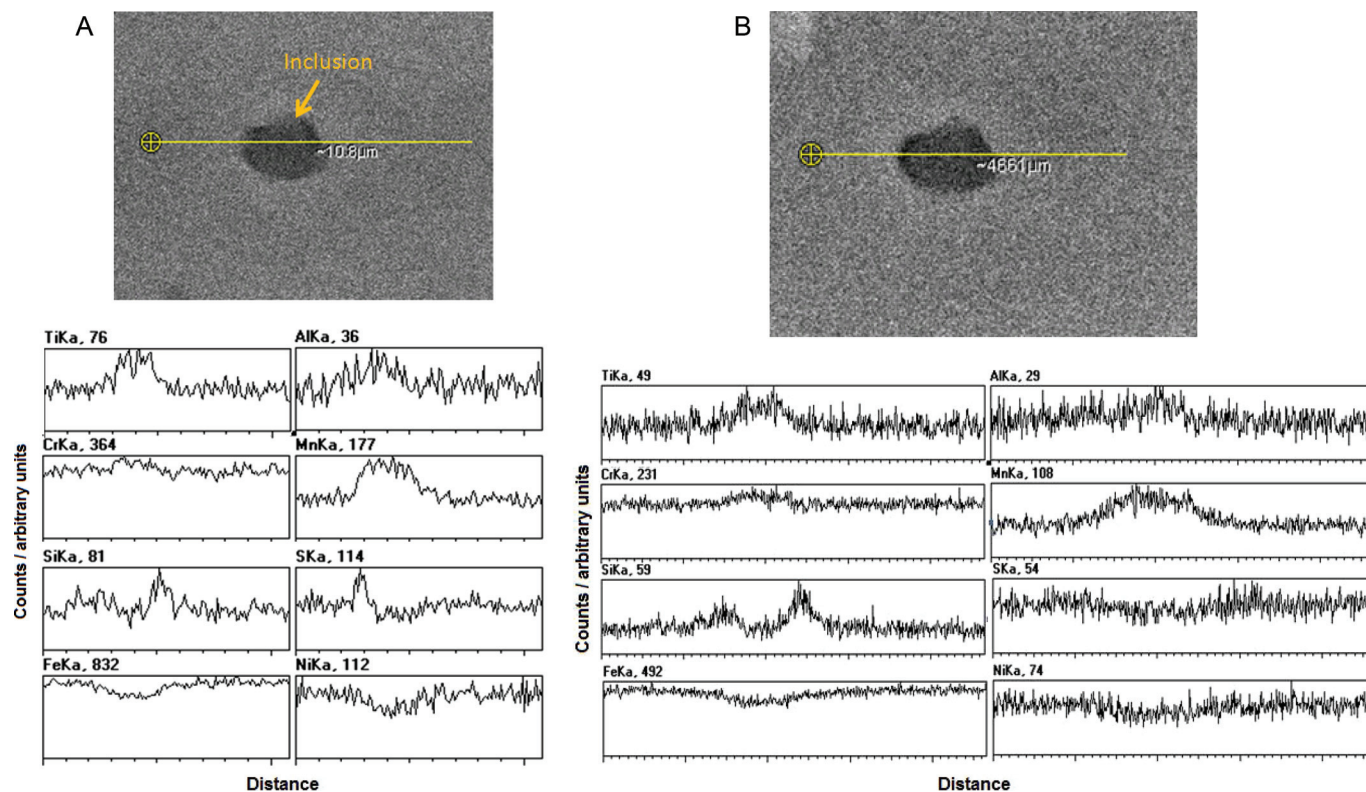 A
Inclusion
~10.8µm
TiKa, 76
AlKa, 36
CrKa, 364
MnKa, 177
SiKa, 81
SKa, 114
FeKa, 832
NiKa, 112
Counts / arbitrary units
Distance
B
~4661µm
TiKa, 49
AlKa, 29
CrKa, 231
MnKa, 108
SiKa, 59
SKa, 54
FeKa, 492
NiKa, 74
Counts / arbitrary units
Distance